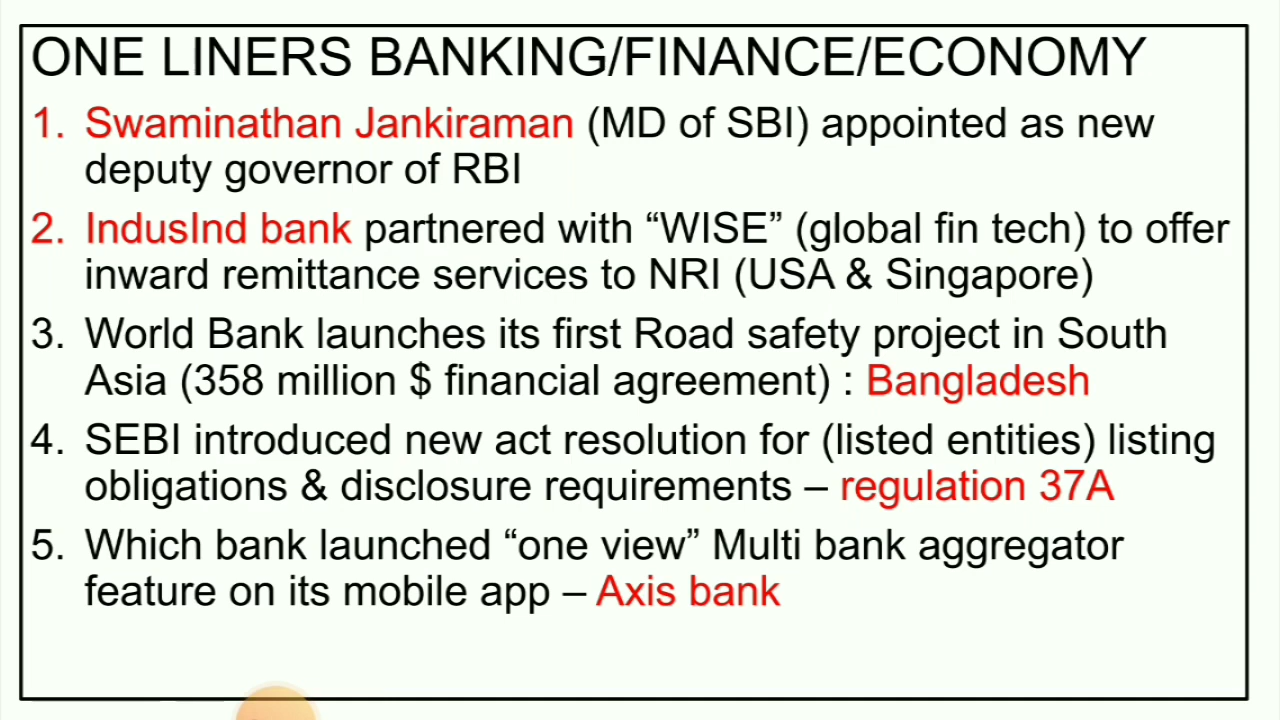 ONE LINERS BANKING/FINANCE/ECONOMY
1. Swaminathan Jankiraman (MD of SBI) appointed as new
deputy governor of RBI
2. IndusInd bank partnered with “WISE” (global fin tech) to offer
inward remittance services to NRI (USA & Singapore)
3. World Bank launches its first Road safety project in South
Asia (358 million $ financial agreement) : Bangladesh
4. SEBI introduced new act resolution for (listed entities) listing
obligations & disclosure requirements – regulation 37A
5. Which bank launched “one view” Multi bank aggregator
feature on its mobile app – Axis bank